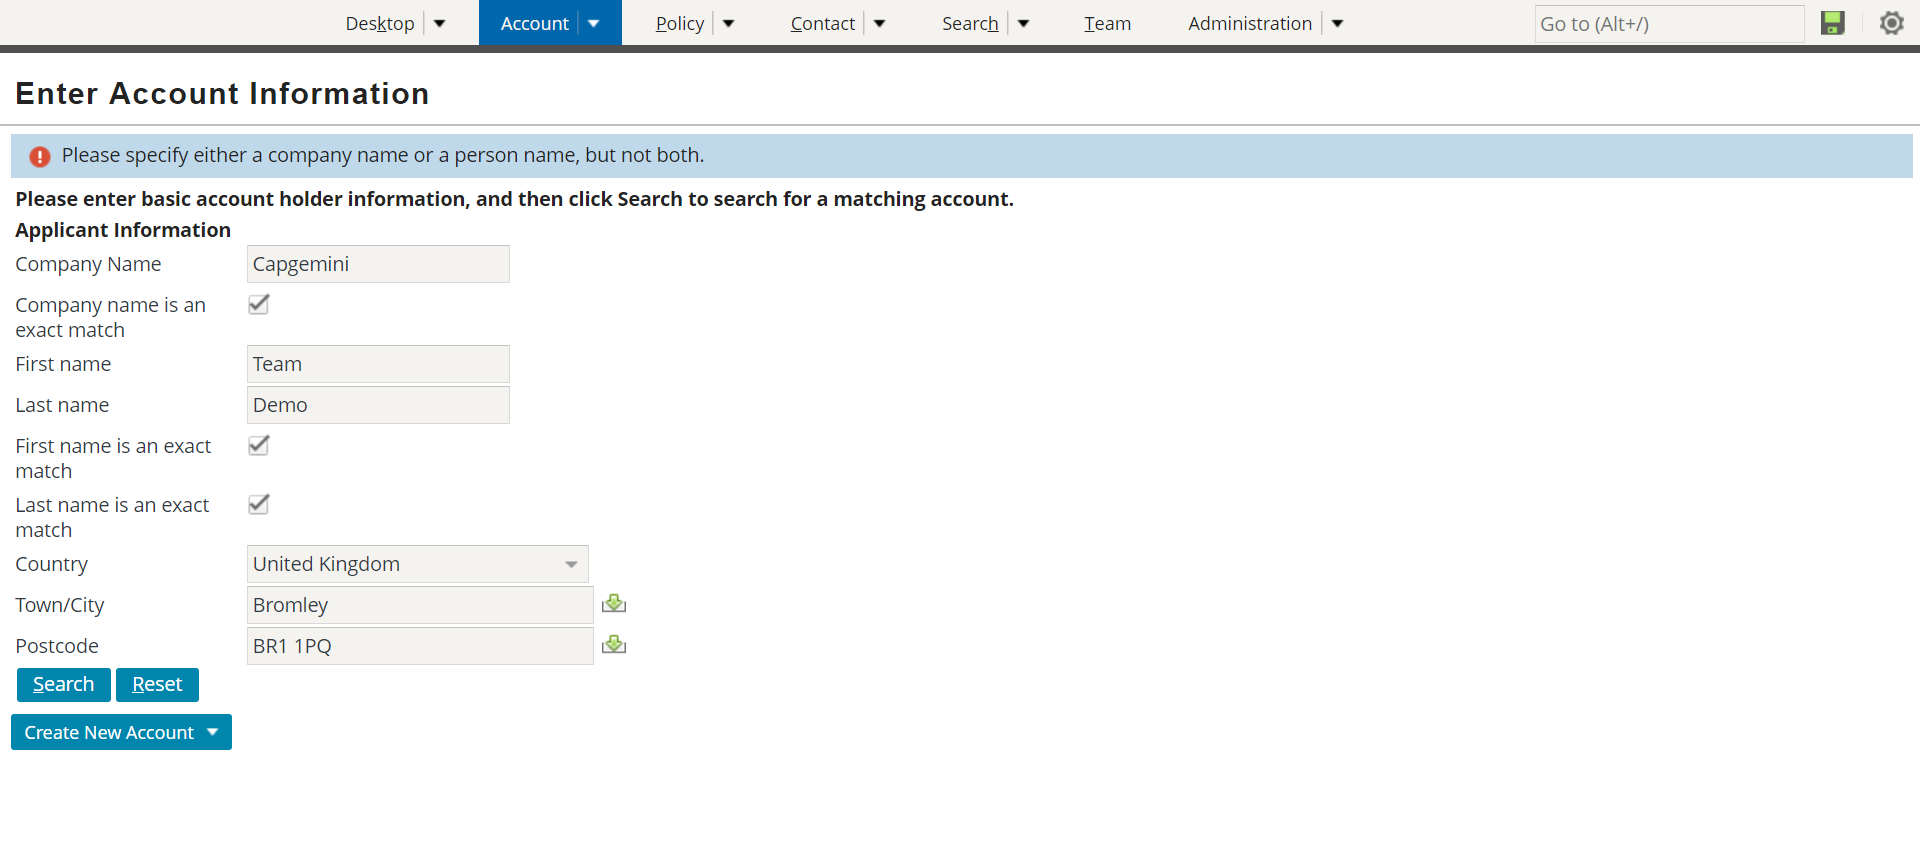 Desktop Account Policy Contact Search Team Administration Go to (Alt+/)
Enter Account Information
Please specify either a company name or a person name, but not both.
Please enter basic account holder information, and then click Search to search for a matching account.
Applicant Information
Company Name Capgemini
Company name is an
exact match
First name Team
Last name Demo
First name is an exact
match
Last name is an exact
match
Country United Kingdom
Town/City Bromley
Postcode BR1 1PQ
Search Reset
Create New Account